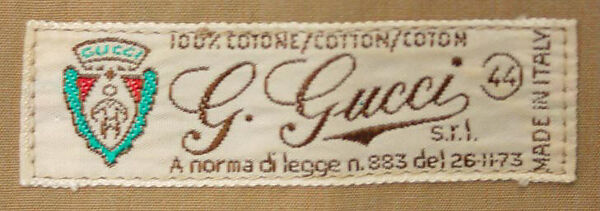 GUCCI
100% COTONE/COTTON/COTON
G. Gucci
s.r.l.
44
MADE IN ITALY
A norma di legge n. 883 del 26-11-73